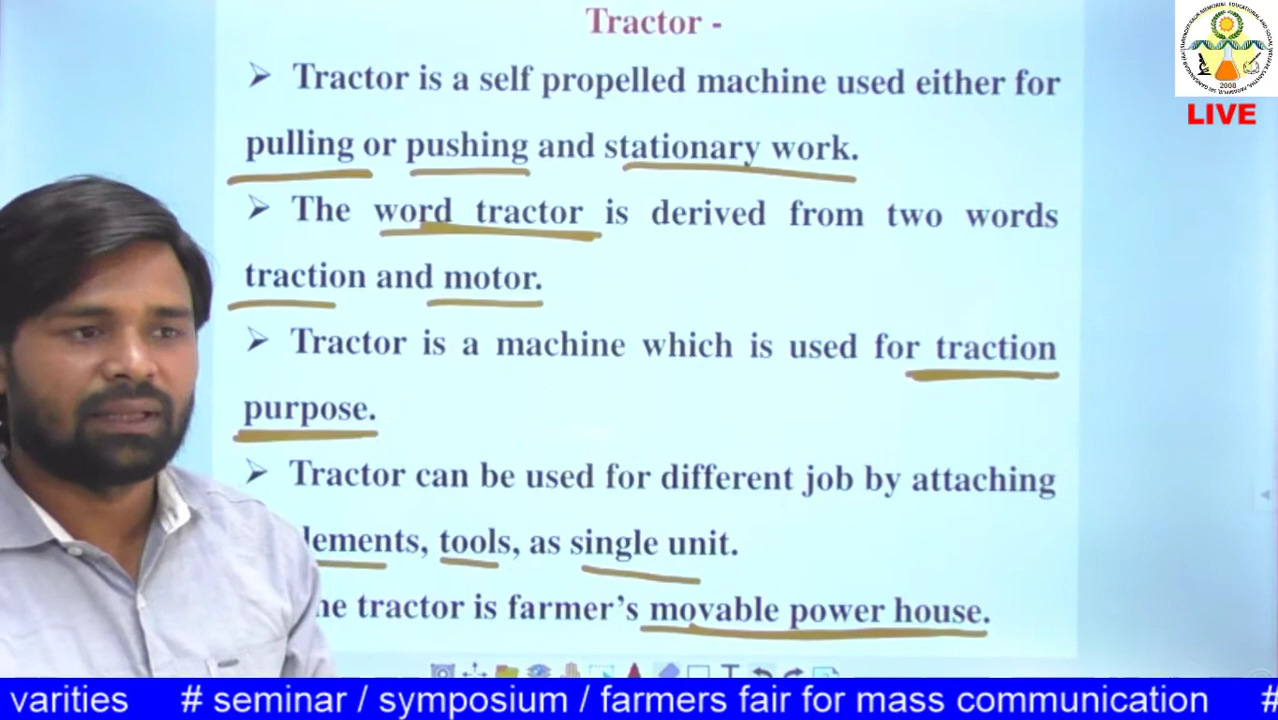 Tractor -
➢ Tractor is a self propelled machine used either for
pulling or pushing and stationary work.
➢ The word tractor is derived from two words
traction and motor.
➢ Tractor is a machine which is used for traction
purpose.
➢ Tractor can be used for different job by attaching
lements, tools, as single unit.
he tractor is farmer's movable power house.
2008
LIVE
varities # seminar / symposium / farmers fair for mass communication #